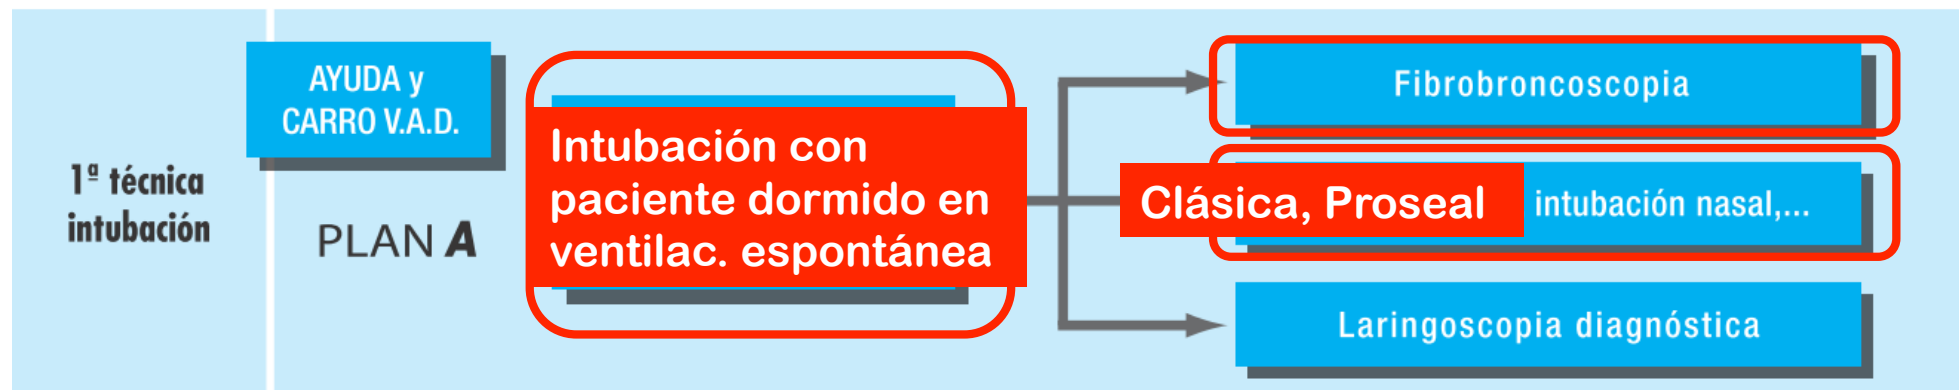 1ª técnica
intubación
AYUDA y
CARRO V.A.D.
PLAN A
Intubación con
paciente dormido en
ventilac. espontánea
Fibrobroncoscopia
Clásica, Proseal intubación nasal,...
Laringoscopia diagnóstica